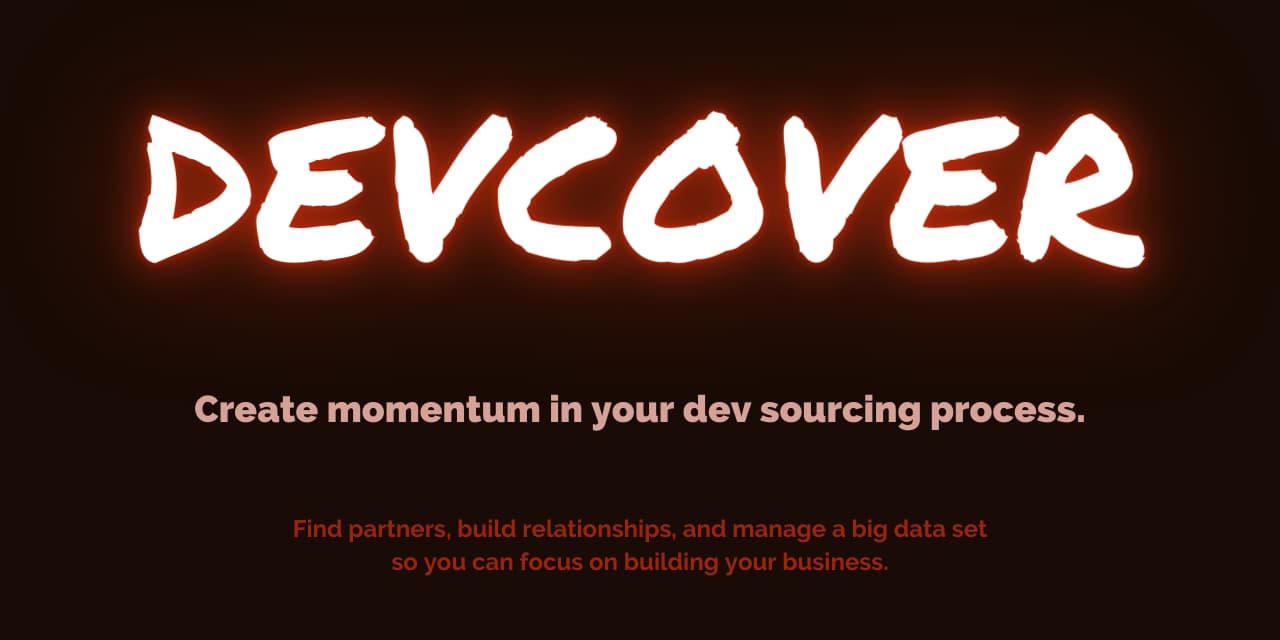 DEVCOVER
Create momentum in your dev sourcing process.
Find partners, build relationships, and manage a big data set
so you can focus on building your business.